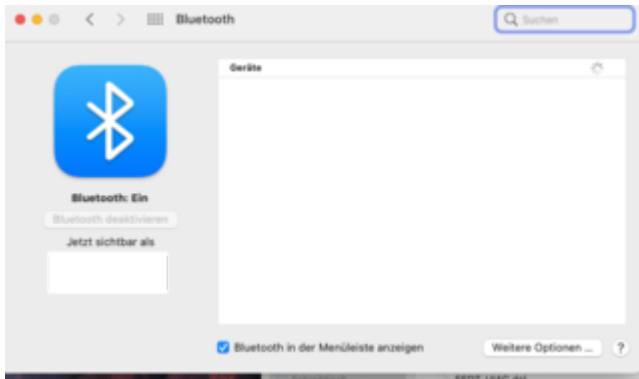 Bluetooth
Suchen
Geräte
Bluetooth: Ein
Bluetooth deaktivieren
Jetzt sichtbar als
Bluetooth in der Menüleiste anzeigen
Weitere Optionen ...
?